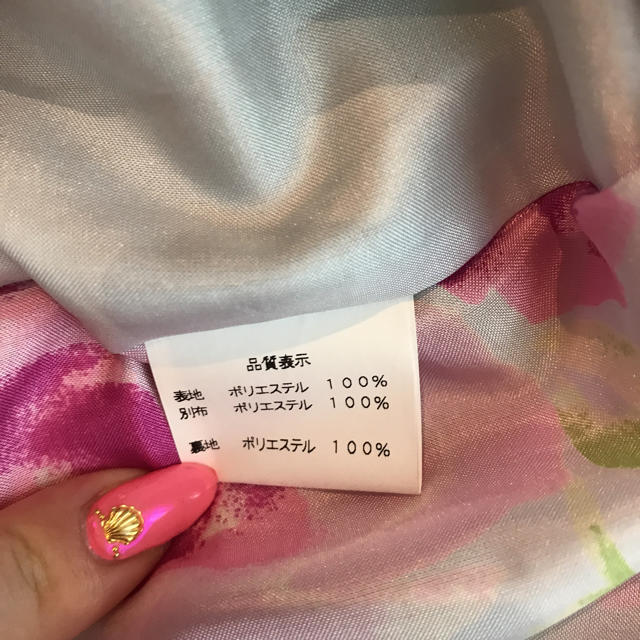 品質表示
表地 ポリエステル 100%
別布 ポリエステル 100%
裏地 ポリエステル 100%